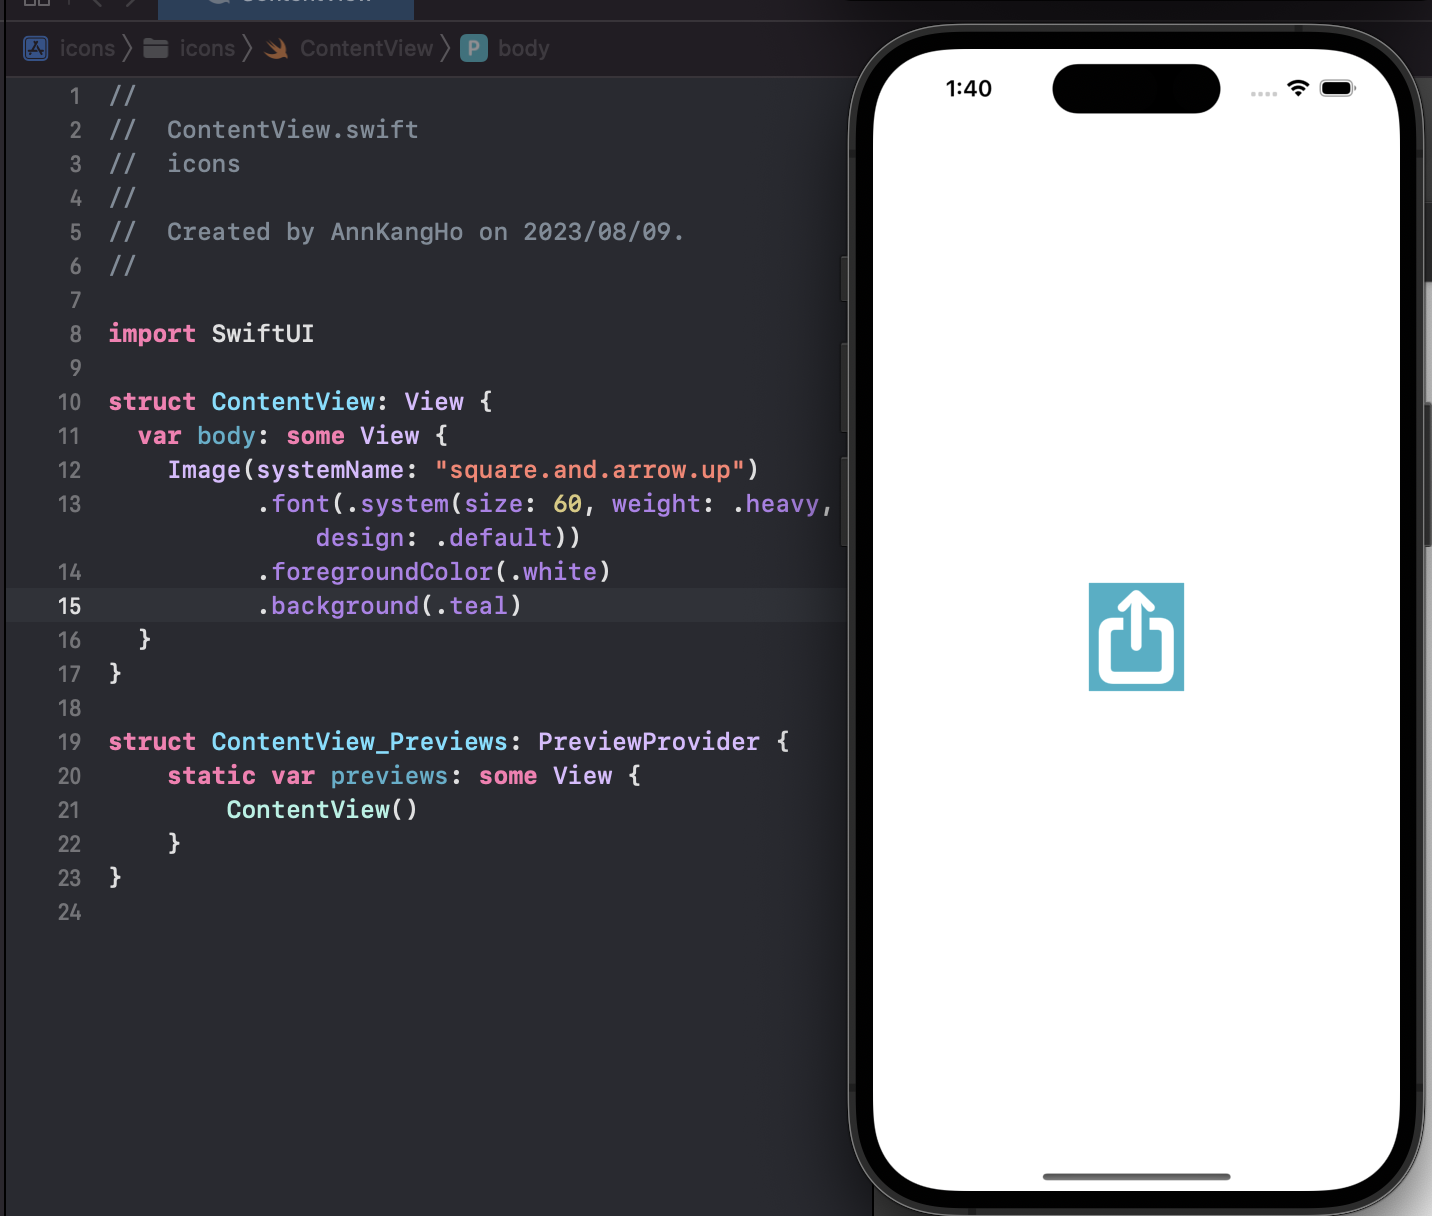 icons
icons
ContentView
P
body
1 //
2 //  ContentView.swift
3 //  icons
4 //
5 //  Created by AnnKangHo on 2023/08/09.
6 //
7
8 import SwiftUI
9
10 struct ContentView: View {
11   var body: some View {
12     Image(systemName: "square.and.arrow.up")
13           .font(.system(size: 60, weight: .heavy,
              design: .default))
14           .foregroundColor(.white)
15           .background(.teal)
16   }
17 }
18
19 struct ContentView_Previews: PreviewProvider {
20     static var previews: some View {
21         ContentView()
22     }
23 }
24
1:40